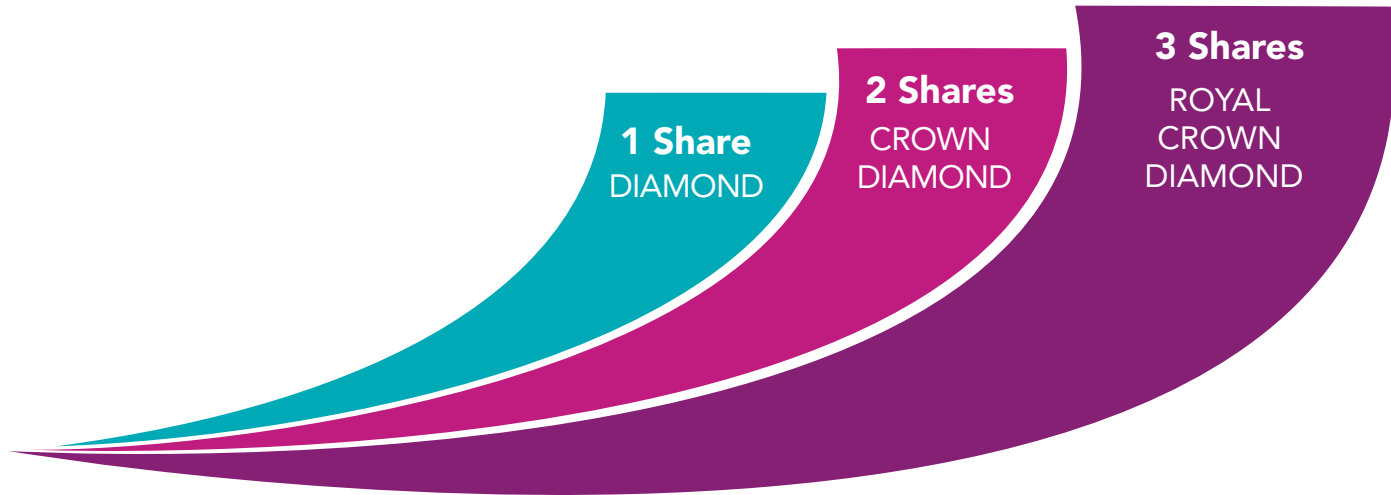 1 Share
DIAMOND
2 Shares
CROWN
DIAMOND
3 Shares
ROYAL
CROWN
DIAMOND